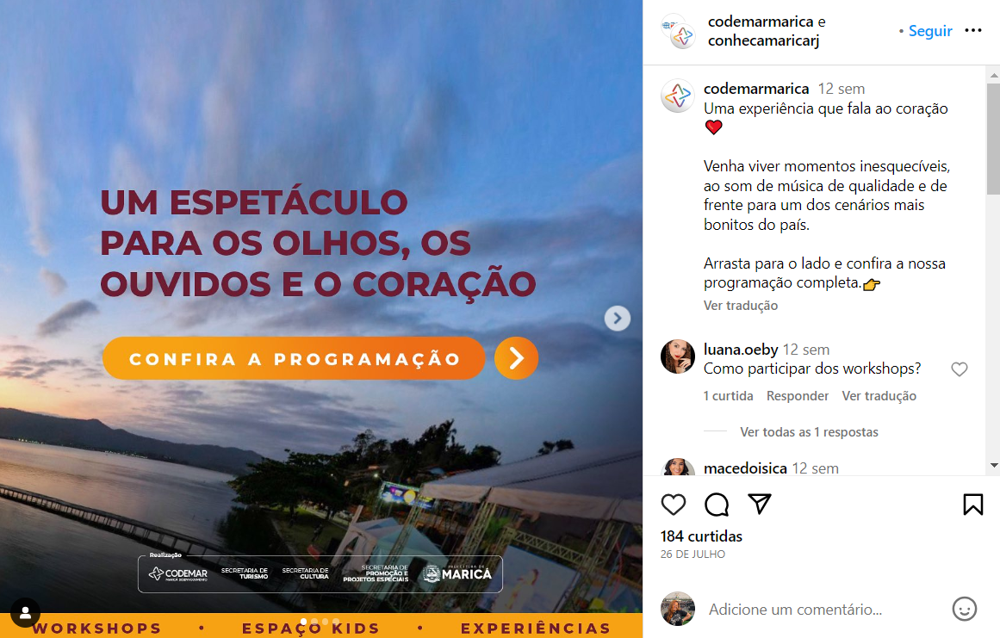 UM ESPETÁCULO
PARA OS OLHOS, OS
OUVIDOS E O CORAÇÃO
CONFIRA A PROGRAMAÇÃO
Realização
CODEMAR
MARICÁ DESENVOLVIMENTO
SECRETARIA DE
TURISMO
SECRETARIA DE
CULTURA
SECRETARIA DE
PROMOÇÃO E
PROJETOS ESPECIAIS
PREFEITURA DE
MARICÁ
WORKSHOPS • ESPAÇO KIDS • EXPERIÊNCIAS
codemarmarica e
conhecamaricarj
• Seguir
codemarmarica 12 sem
Uma experiência que fala ao coração
❤️
Venha viver momentos inesquecíveis,
ao som de música de qualidade e de
frente para um dos cenários mais
bonitos do país.
Arrasta para o lado e confira a nossa
programação completa.👉
Ver tradução
luana.oeby 12 sem
Como participar dos workshops?
1 curtida Responder Ver tradução
Ver todas as 1 respostas
macedoisica 12 sem
184 curtidas
26 DE JULHO
Adicione um comentário...